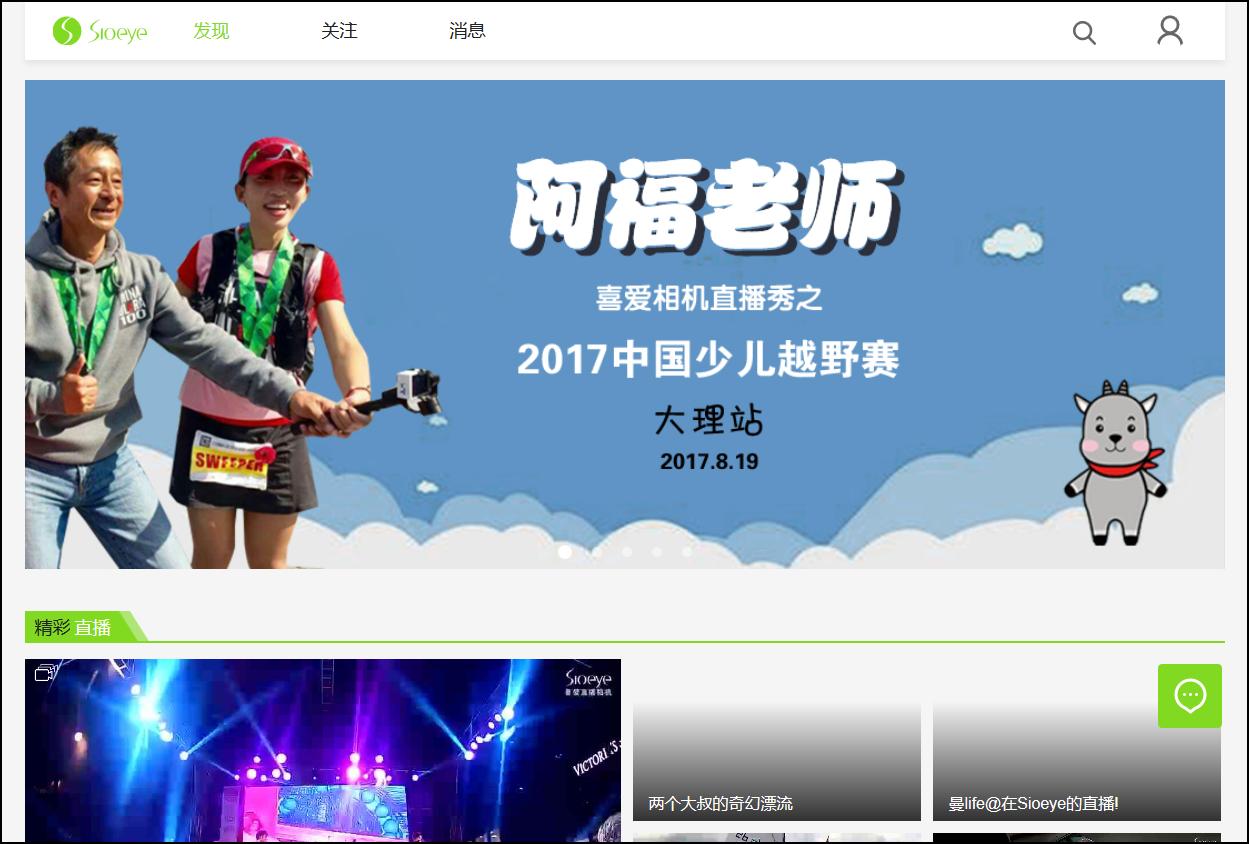 Sioeye
发现
关注
消息
阿福老师
喜爱相机直播秀之
2017中国少儿越野赛
大理站
2017.8.19
100
SWEEPER
精彩 直播
Sioeye
喜爱直播相机
VICTORI
两个大叔的奇幻漂流
曼life@在Sioeye的直播!